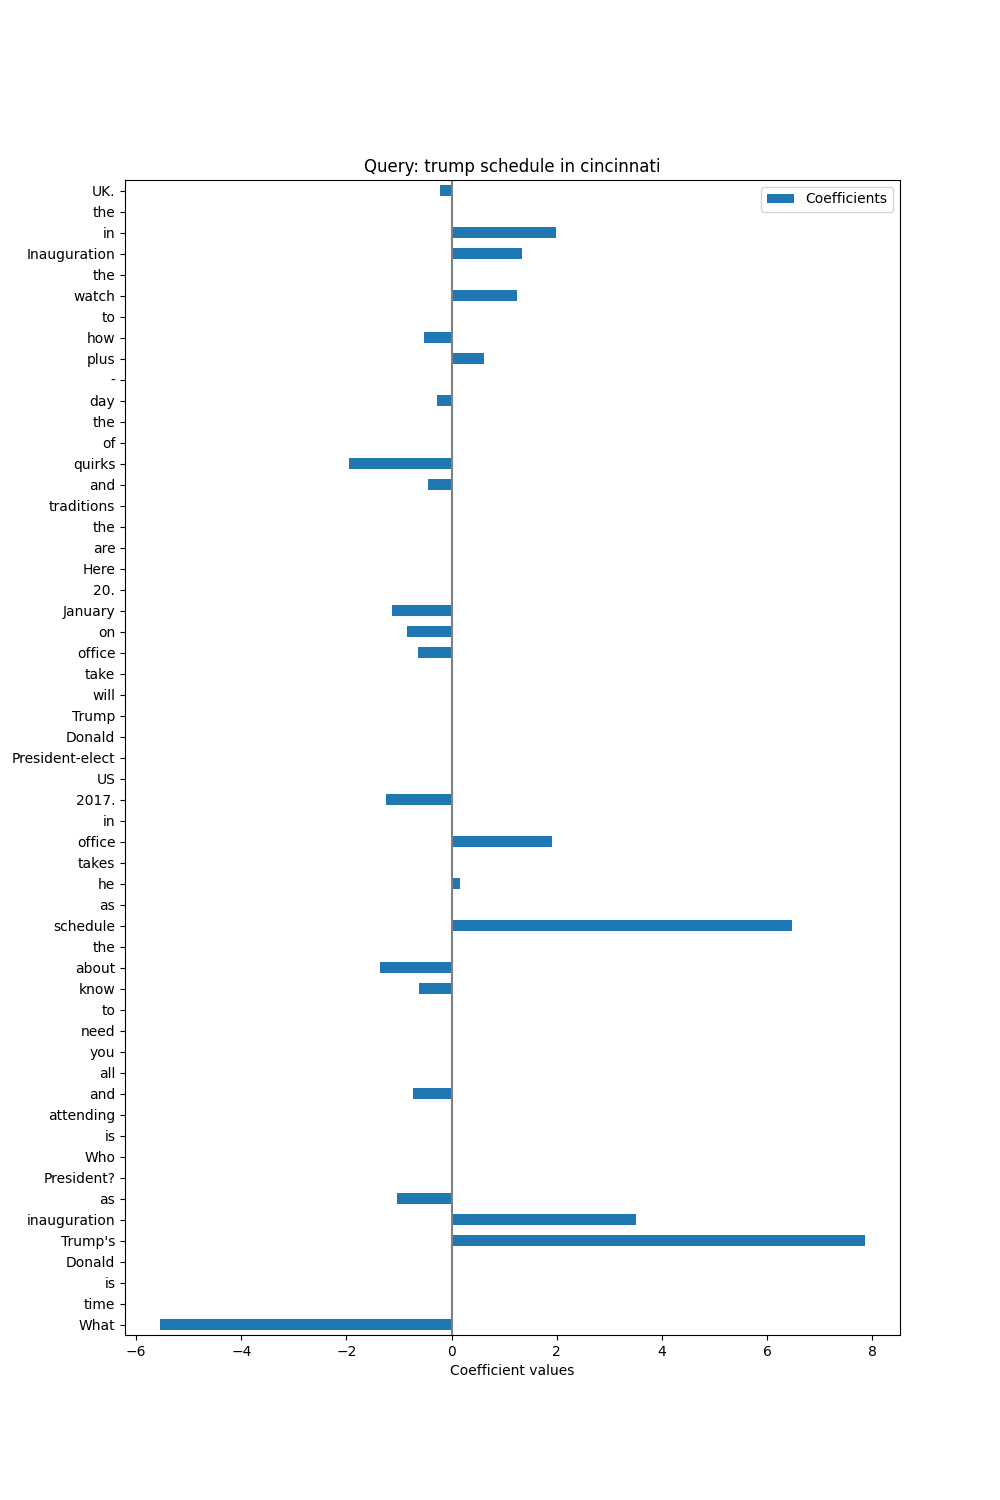 Query: trump schedule in cincinnati
Coefficients
UK.
the
in
Inauguration
the
watch
to
how
plus
-
day
the
of
quirks
and
traditions
the
are
Here
20.
January
on
office
take
will
Trump
Donald
President-elect
US
2017.
in
office
takes
he
as
schedule
the
about
know
to
need
you
all
and
attending
is
Who
President?
as
inauguration
Trump's
Donald
is
time
What
−6 −4 −2 0 2 4 6 8
Coefficient values